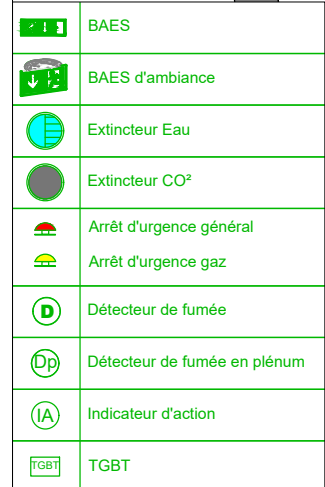 BAES
BAES d'ambiance
Extincteur Eau
Extincteur CO²
Arrêt d'urgence général
Arrêt d'urgence gaz
D Détecteur de fumée
Dp Détecteur de fumée en plénum
IA Indicateur d'action
TGBT TGBT